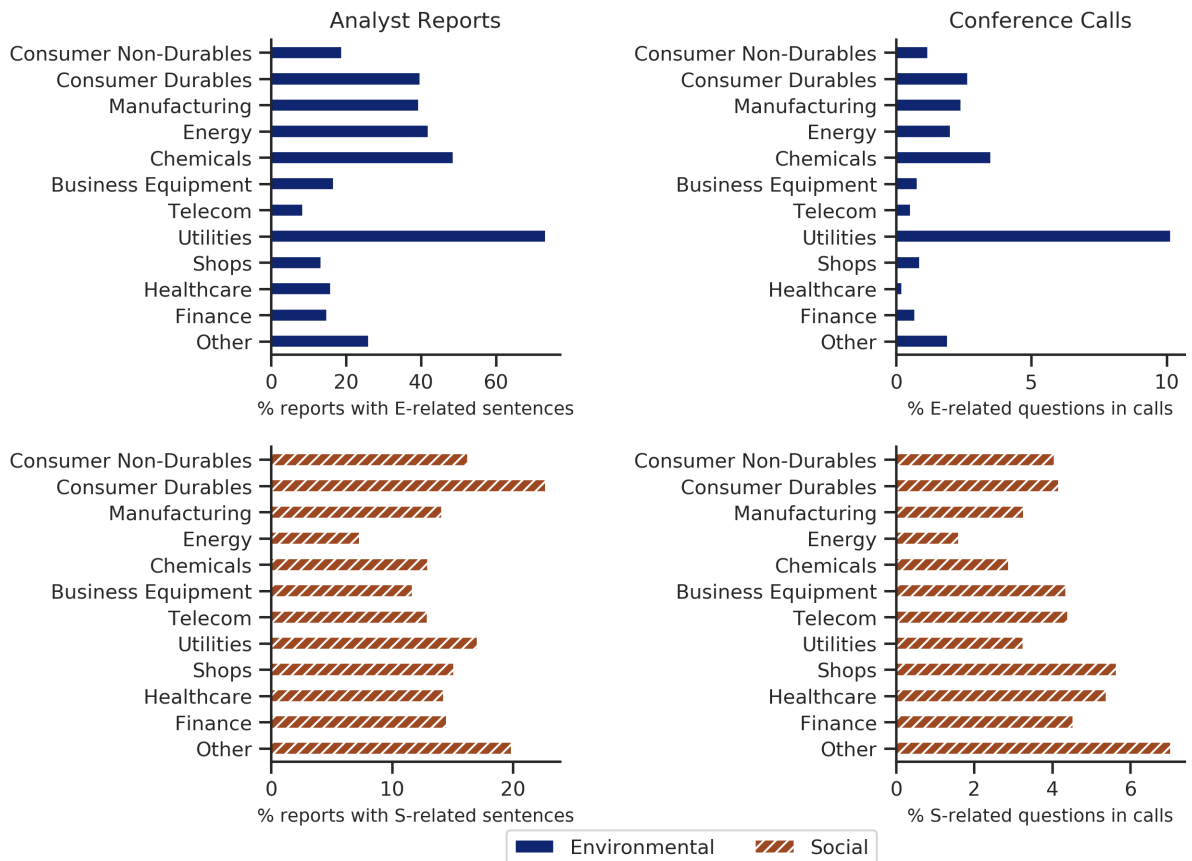 Analyst Reports
Consumer Non-Durables
Consumer Durables
Manufacturing
Energy
Chemicals
Business Equipment
Telecom
Utilities
Shops
Healthcare
Finance
Other
0 20 40 60
% reports with E-related sentences
Conference Calls
Consumer Non-Durables
Consumer Durables
Manufacturing
Energy
Chemicals
Business Equipment
Telecom
Utilities
Shops
Healthcare
Finance
Other
0 5 10
% E-related questions in calls
Consumer Non-Durables
Consumer Durables
Manufacturing
Energy
Chemicals
Business Equipment
Telecom
Utilities
Shops
Healthcare
Finance
Other
0 10 20
% reports with S-related sentences
Consumer Non-Durables
Consumer Durables
Manufacturing
Energy
Chemicals
Business Equipment
Telecom
Utilities
Shops
Healthcare
Finance
Other
0 2 4 6
% S-related questions in calls
Environmental Social